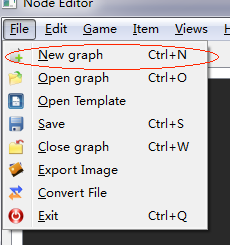 Node Editor
File Edit Game Item Views H
New graph Ctrl+N
Open graph Ctrl+O
Open Template
Save Ctrl+S
Close graph Ctrl+W
Export Image
Convert File
Exit Ctrl+Q